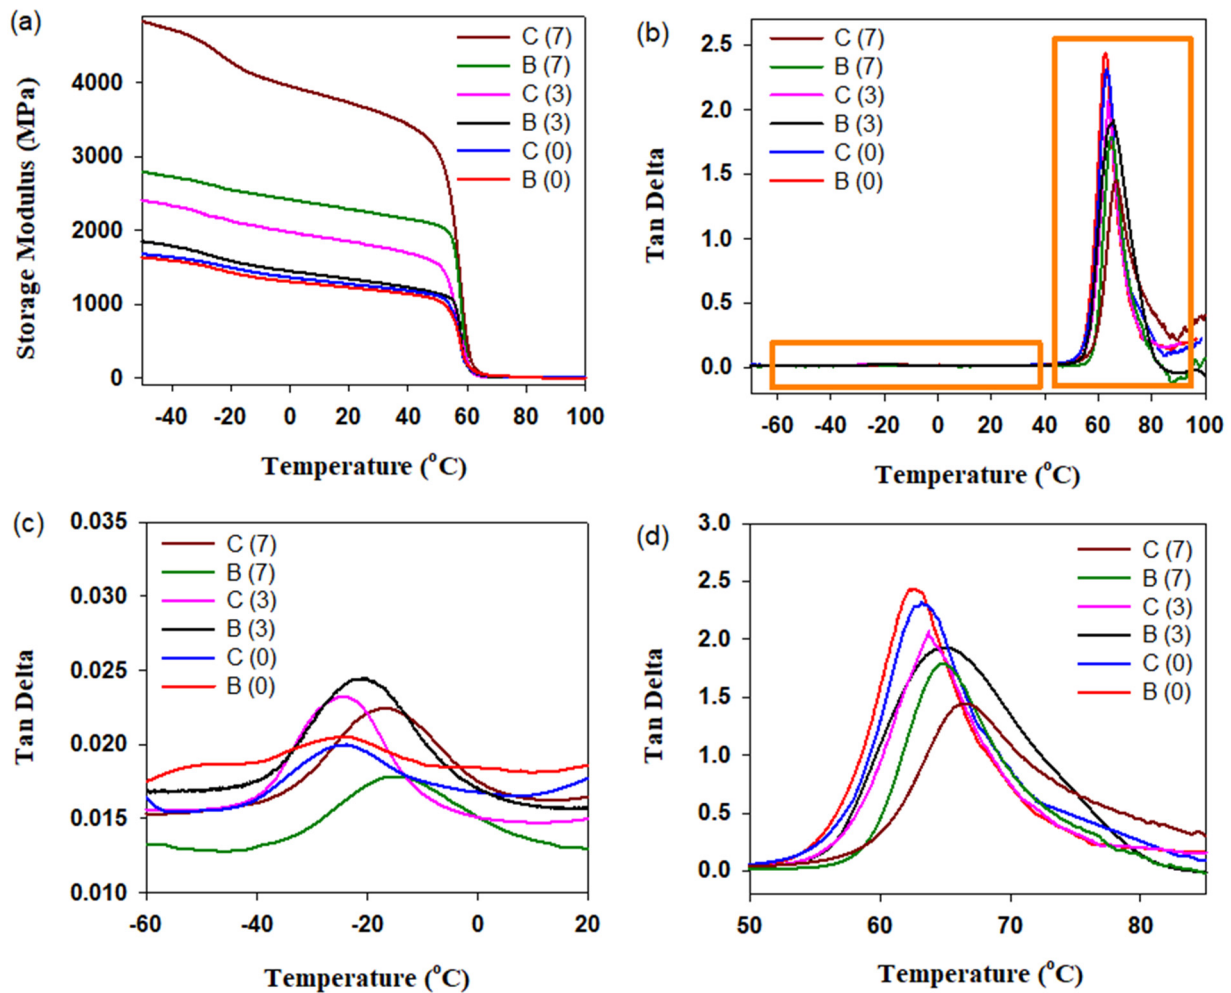 (a)
Storage Modulus (MPa)
4000
3000
2000
1000
0
C (7)
B (7)
C (3)
B (3)
C (0)
B (0)
-40 -20 0 20 40 60 80 100
Temperature (°C)
(b)
Tan Delta
2.5
2.0
1.5
1.0
0.5
0.0
C (7)
B (7)
C (3)
B (3)
C (0)
B (0)
-60 -40 -20 0 20 40 60 80 100
Temperature (°C)
(c)
Tan Delta
0.035
0.030
0.025
0.020
0.015
0.010
C (7)
B (7)
C (3)
B (3)
C (0)
B (0)
-60 -40 -20 0 20
Temperature (°C)
(d)
Tan Delta
3.0
2.5
2.0
1.5
1.0
0.5
0.0
C (7)
B (7)
C (3)
B (3)
C (0)
B (0)
50 60 70 80
Temperature (°C)